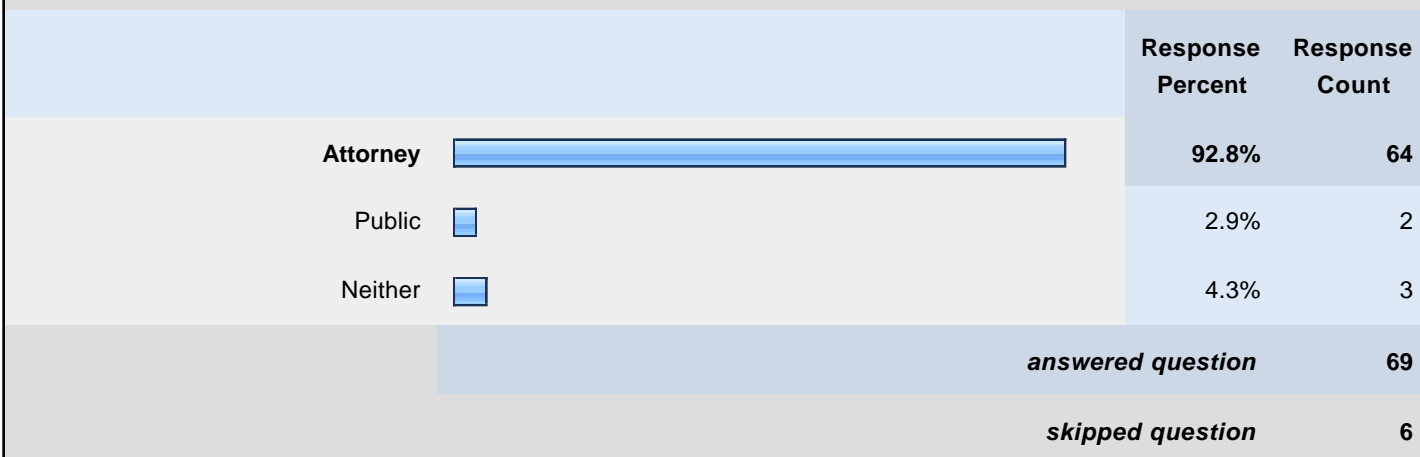 Response Percent Response Count
Attorney 92.8% 64
Public 2.9% 2
Neither 4.3% 3
answered question 69
skipped question 6